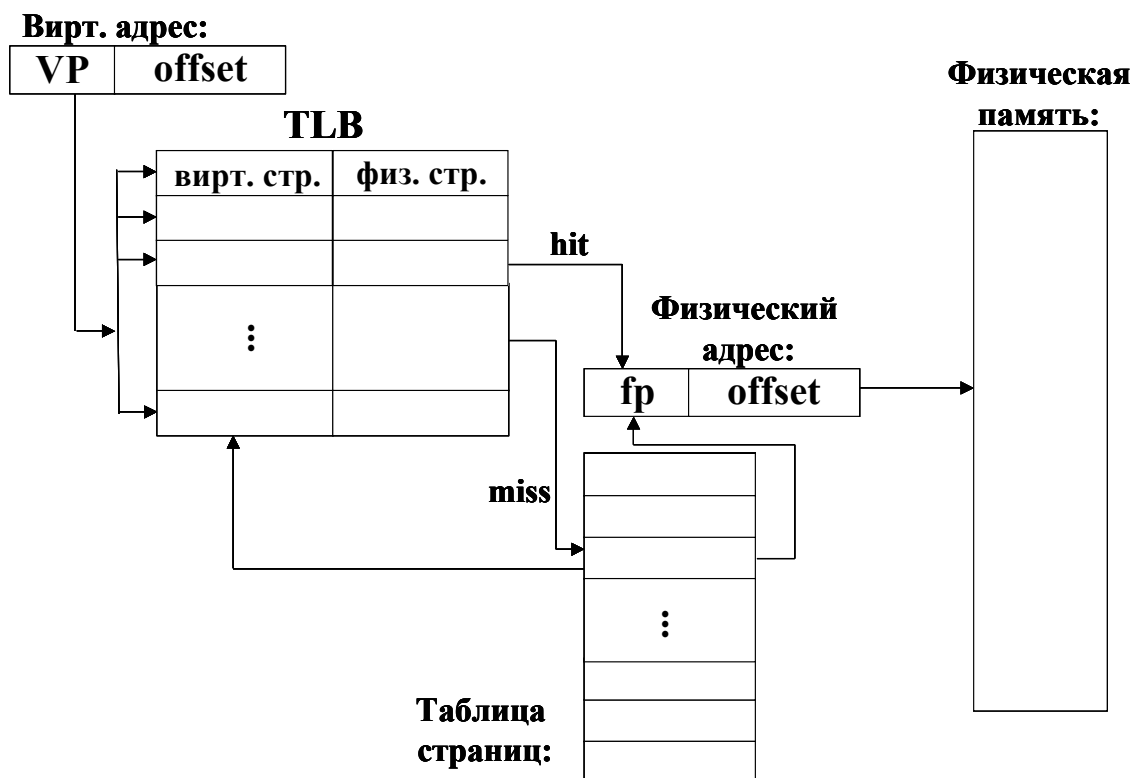 Вирт. адрес:
VP offset
Физическая
память:
TLB
вирт. стр. физ. стр.
hit
Физический
адрес:
fp offset
miss
Таблица
страниц: